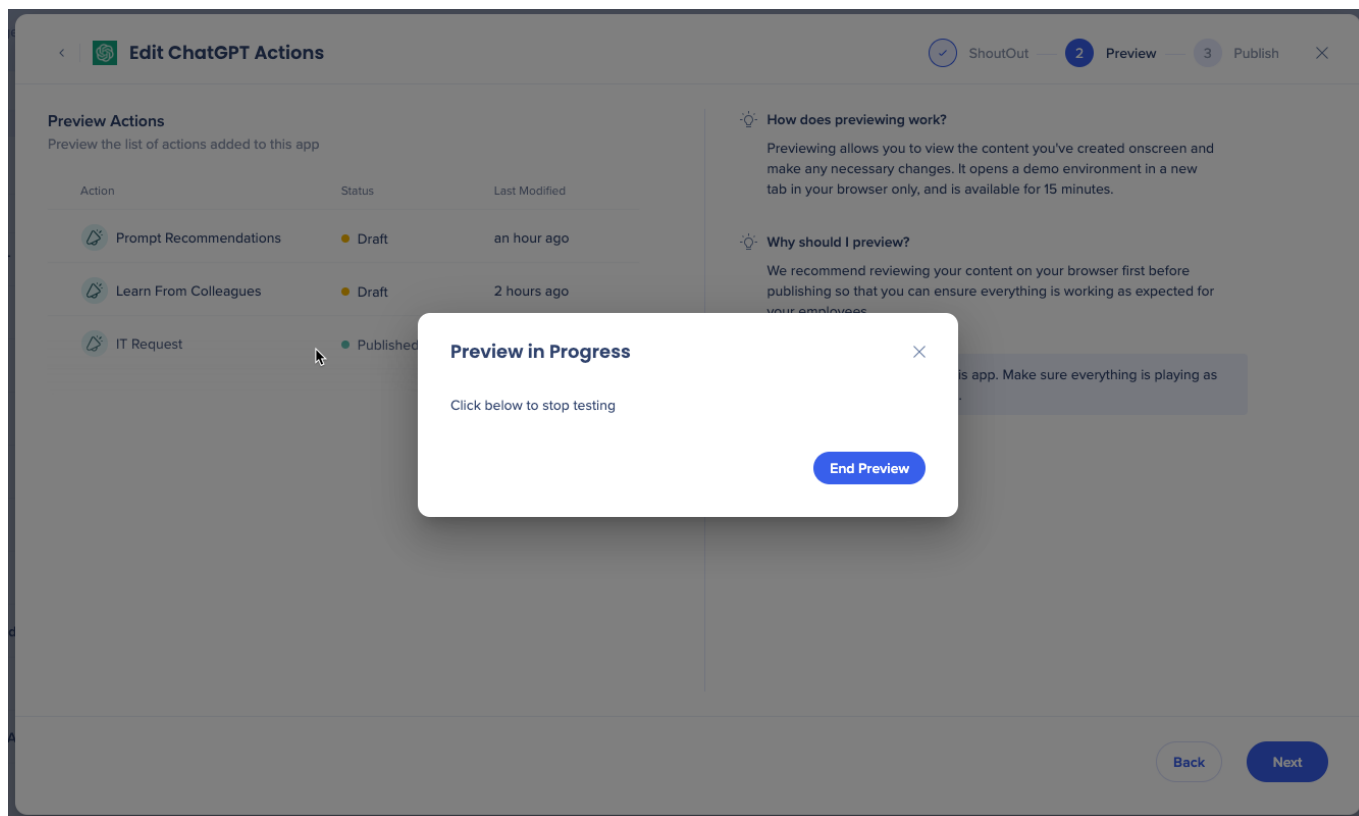 Edit ChatGPT Actions
ShoutOut
2
Preview
3
Publish
Preview Actions
Preview the list of actions added to this app
Action Status Last Modified
Prompt Recommendations Draft an hour ago
Learn From Colleagues Draft 2 hours ago
IT Request Published
How does previewing work?
Previewing allows you to view the content you've created onscreen and
make any necessary changes. It opens a demo environment in a new
tab in your browser only, and is available for 15 minutes.
Why should I preview?
We recommend reviewing your content on your browser first before
publishing so that you can ensure everything is working as expected for
your employees
is app. Make sure everything is playing as
Preview in Progress
Click below to stop testing
End Preview
Back
Next